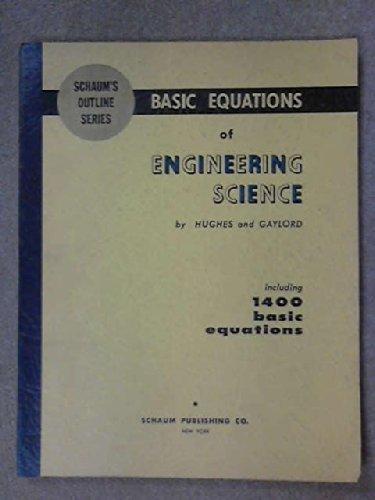 SCHAUM'S
OUTLINE
SERIES
BASIC EQUATIONS
of
ENGINEERING
SCIENCE
by HUGHES and GAYLORD
including
1400
basic
equations
SCHAUM PUBLISHING CO.
NEW YORK